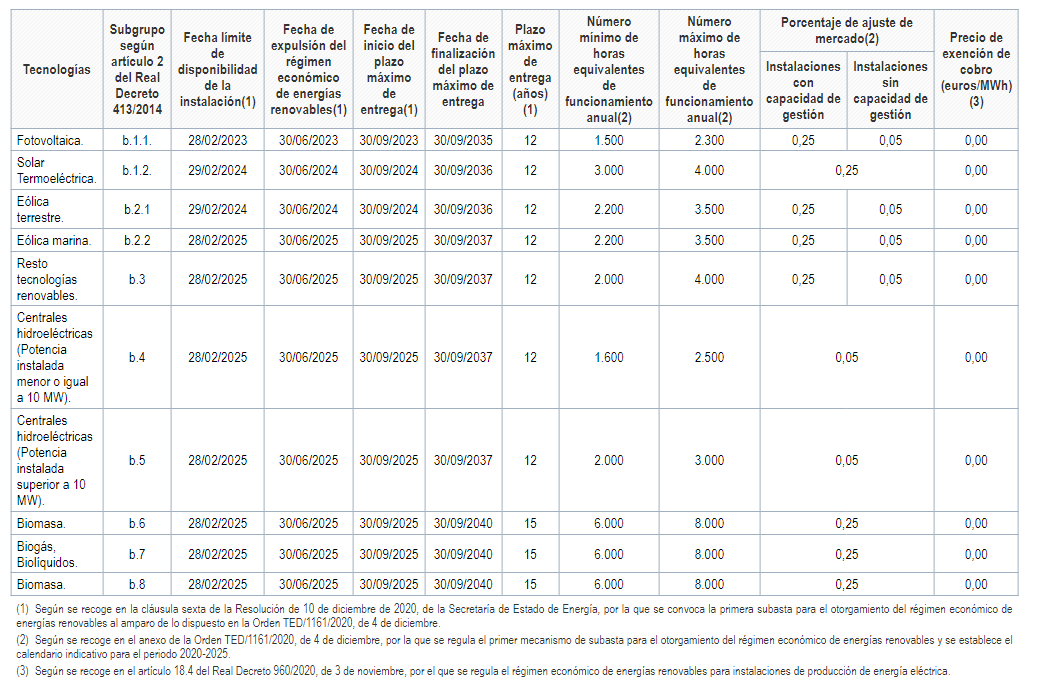 Tecnologías
Subgrupo
según
artículo 2
del Real
Decreto
413/2014
Fecha límite
de
disponibilidad
de la
instalación(1)
Fecha de
expulsión del
régimen
económico
de energías
renovables(1)
Fecha de
inicio del
plazo
máximo
de
entrega(1)
Fecha de
finalización
del plazo
máximo de
entrega
Plazo
máximo
de
entrega
(años)
(1)
Número
mínimo de
horas
equivalentes
de
funcionamiento
anual(2)
Número
máximo de
horas
equivalentes
de
funcionamiento
anual(2)
Porcentaje de ajuste de
mercado(2)
Instalaciones
con
capacidad de
gestión
Instalaciones
sin
capacidad de
gestión
Precio de
exención de
cobro
(euros/MWh)
(3)
Fotovoltaica. b.1.1. 28/02/2023 30/06/2023 30/09/2023 30/09/2035 12 1.500 2.300 0,25 0,05 0,00
Solar
Termoeléctrica. b.1.2. 29/02/2024 30/06/2024 30/09/2024 30/09/2036 12 3.000 4.000 0,25 0,00
Eólica
terrestre. b.2.1 29/02/2024 30/06/2024 30/09/2024 30/09/2036 12 2.200 3.500 0,25 0,05 0,00
Eólica marina. b.2.2 28/02/2025 30/06/2025 30/09/2025 30/09/2037 12 2.200 3.500 0,25 0,05 0,00
Resto
tecnologías
renovables. b.3 28/02/2025 30/06/2025 30/09/2025 30/09/2037 12 2.000 4.000 0,25 0,05 0,00
Centrales
hidroeléctricas
(Potencia
instalada
menor o igual
a 10 MW). b.4 28/02/2025 30/06/2025 30/09/2025 30/09/2037 12 1.600 2.500 0,05 0,00
Centrales
hidroeléctricas
(Potencia
instalada
superior a 10
MW). b.5 28/02/2025 30/06/2025 30/09/2025 30/09/2037 12 2.000 3.000 0,05 0,00
Biomasa. b.6 28/02/2025 30/06/2025 30/09/2025 30/09/2040 15 6.000 8.000 0,25 0,00
Biogás,
Biolíquidos. b.7 28/02/2025 30/06/2025 30/09/2025 30/09/2040 15 6.000 8.000 0,25 0,00
Biomasa. b.8 28/02/2025 30/06/2025 30/09/2025 30/09/2040 15 6.000 8.000 0,25 0,00
(1) Según se recoge en la cláusula sexta de la Resolución de 10 de diciembre de 2020, de la Secretaría de Estado de Energía, por la que se convoca la primera subasta para el otorgamiento del régimen económico de
energías renovables al amparo de lo dispuesto en la Orden TED/1161/2020, de 4 de diciembre.
(2) Según se recoge en el anexo de la Orden TED/1161/2020, de 4 de diciembre, por la que se regula el primer mecanismo de subasta para el otorgamiento del régimen económico de energías renovables y se establece el
calendario indicativo para el periodo 2020-2025.
(3) Según se recoge en el artículo 18.4 del Real Decreto 960/2020, de 3 de noviembre, por el que se regula el régimen económico de energías renovables para instalaciones de producción de energía eléctrica.